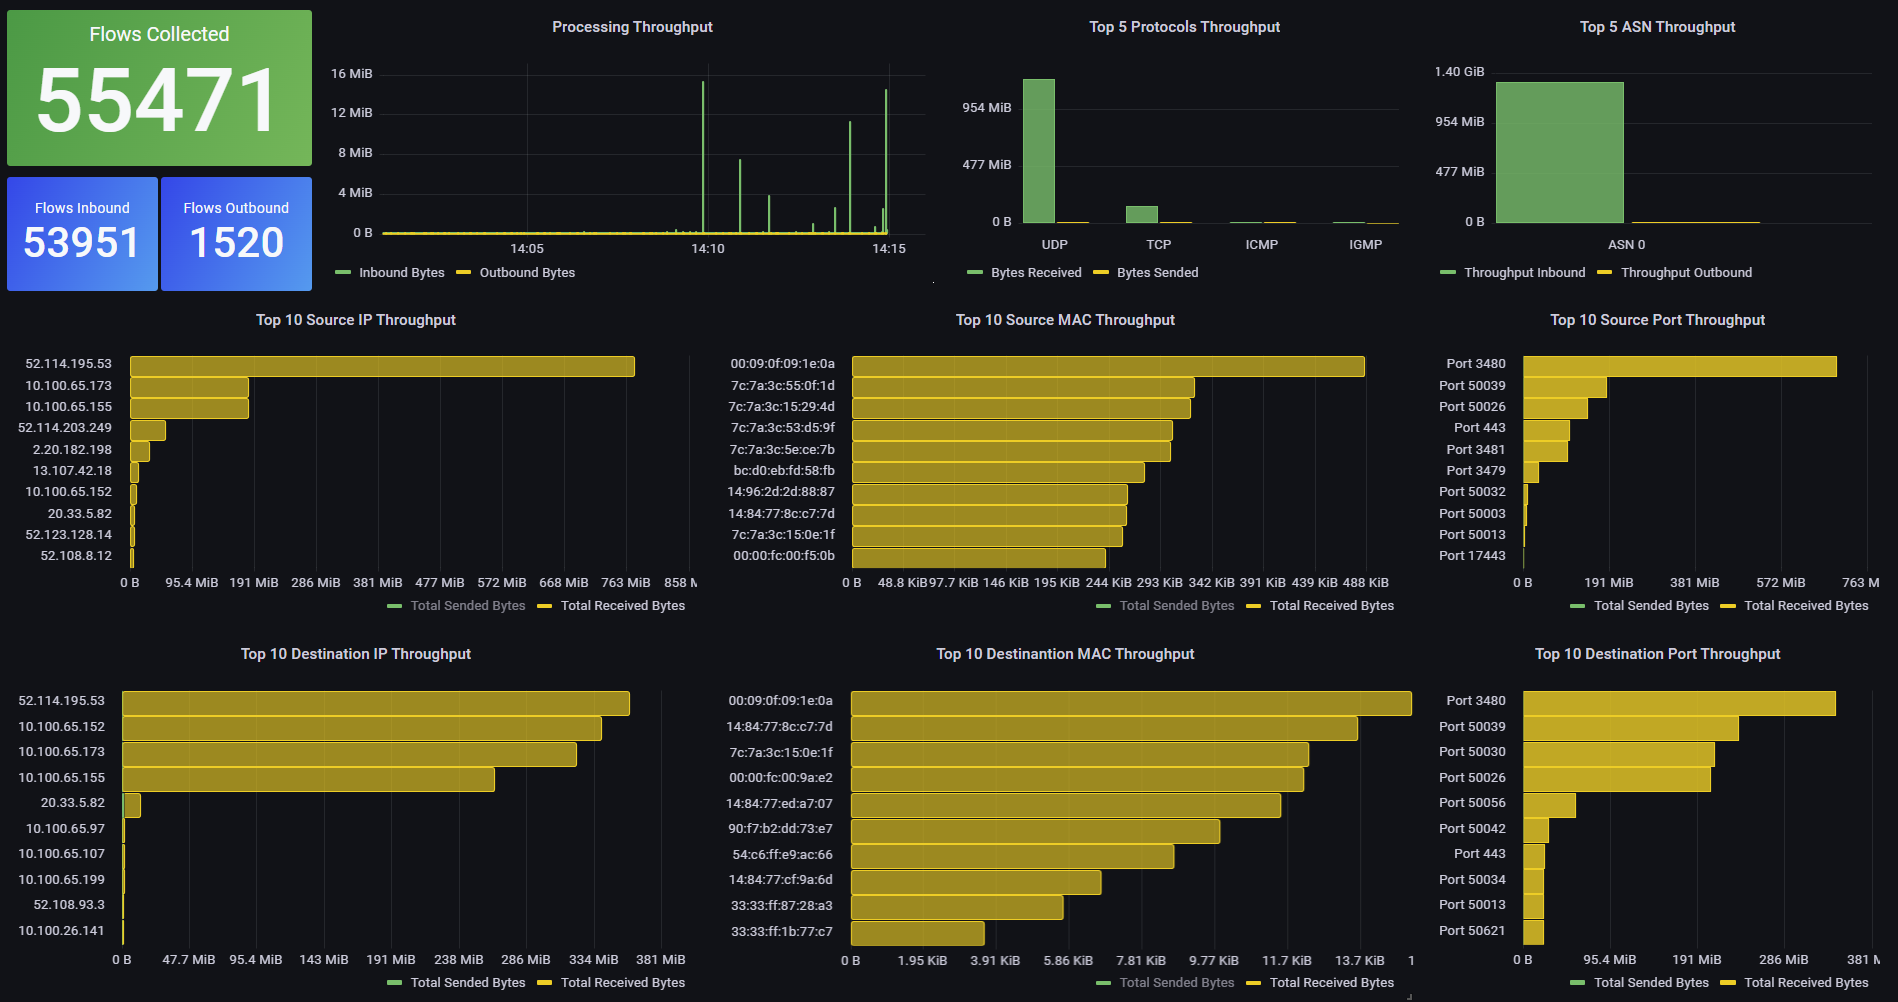 Flows Collected
55471
Flows Inbound
53951
Flows Outbound
1520
Processing Throughput
16 MiB
12 MiB
8 MiB
4 MiB
0 B
14:05 14:10 14:15
Inbound Bytes Outbound Bytes
Top 5 Protocols Throughput
954 MiB
477 MiB
0 B
UDP TCP ICMP IGMP
Bytes Received Bytes Sended
Top 5 ASN Throughput
1.40 GiB
954 MiB
477 MiB
0 B
ASN 0
Throughput Inbound Throughput Outbound
Top 10 Source IP Throughput
52.114.195.53
10.100.65.173
10.100.65.155
52.114.203.249
2.20.182.198
13.107.42.18
10.100.65.152
20.33.5.82
52.123.128.14
52.108.8.12
0 B 95.4 MiB 191 MiB 286 MiB 381 MiB 477 MiB 572 MiB 668 MiB 763 MiB 858 M
Total Sended Bytes Total Received Bytes
Top 10 Source MAC Throughput
00:09:0f:09:1e:0a
7c:7a:3c:55:0f:1d
7c:7a:3c:15:29:4d
7c:7a:3c:53:d5:9f
7c:7a:3c:5e:ce:7b
bc:d0:eb:fd:58:fb
14:96:2d:2d:88:87
14:84:77:8c:c7:7d
7c:7a:3c:15:0e:1f
00:00:fc:00:f5:0b
0 B 48.8 KiB 97.7 KiB 146 KiB 195 KiB 244 KiB 293 KiB 342 KiB 391 KiB 439 KiB 488 KiB
Total Sended Bytes Total Received Bytes
Top 10 Source Port Throughput
Port 3480
Port 50039
Port 50026
Port 443
Port 3481
Port 3479
Port 50032
Port 50003
Port 50013
Port 17443
0 B 191 MiB 381 MiB 572 MiB 763 M
Total Sended Bytes Total Received Bytes
Top 10 Destination IP Throughput
52.114.195.53
10.100.65.152
10.100.65.173
10.100.65.155
20.33.5.82
10.100.65.97
10.100.65.107
10.100.65.199
52.108.93.3
10.100.26.141
0 B 47.7 MiB 95.4 MiB 143 MiB 191 MiB 238 MiB 286 MiB 334 MiB 381 MiB
Total Sended Bytes Total Received Bytes
Top 10 Destinantion MAC Throughput
00:09:0f:09:1e:0a
14:84:77:8c:c7:7d
7c:7a:3c:15:0e:1f
00:00:fc:00:9a:e2
14:84:77:ed:a7:07
90:f7:b2:dd:73:e7
54:c6:ff:e9:ac:66
14:84:77:cf:9a:6d
33:33:ff:87:28:a3
33:33:ff:1b:77:c7
0 B 1.95 KiB 3.91 KiB 5.86 KiB 7.81 KiB 9.77 KiB 11.7 KiB 13.7 KiB 1
Total Sended Bytes Total Received Bytes
Top 10 Destination Port Throughput
Port 3480
Port 50039
Port 50030
Port 50026
Port 50056
Port 50042
Port 443
Port 50034
Port 50013
Port 50621
0 B 95.4 MiB 191 MiB 286 MiB 381 M
Total Sended Bytes Total Received Bytes